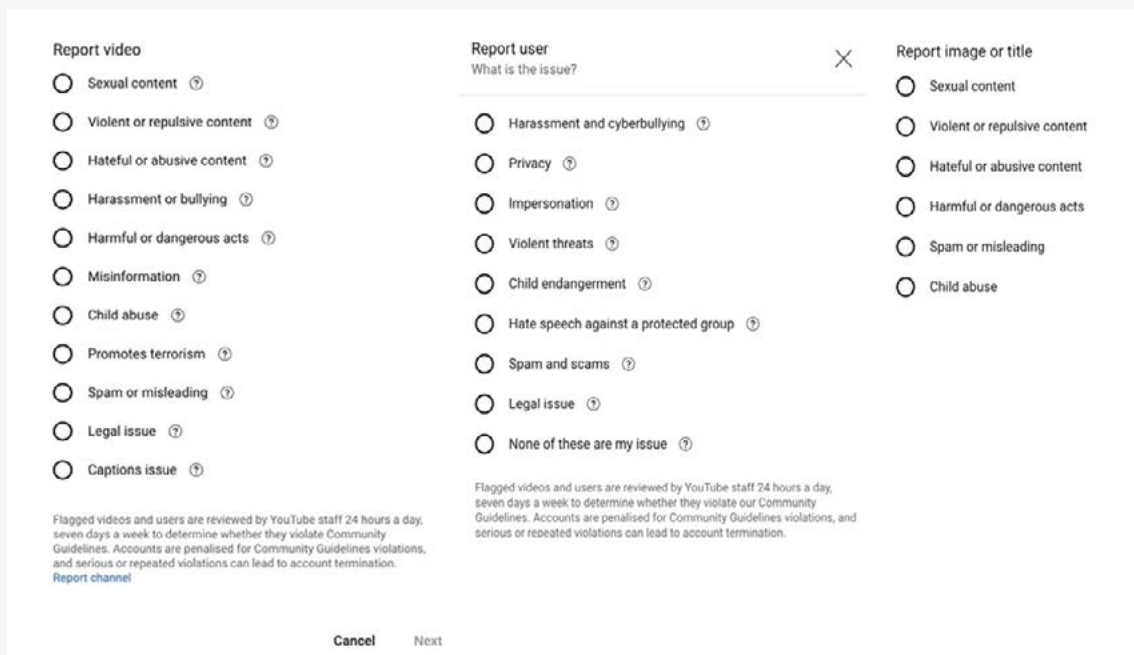 Report video
Sexual content
Violent or repulsive content
Hateful or abusive content
Harassment or bullying
Harmful or dangerous acts
Misinformation
Child abuse
Promotes terrorism
Spam or misleading
Legal issue
Captions issue
Flagged videos and users are reviewed by YouTube staff 24 hours a day,
seven days a week to determine whether they violate Community
Guidelines. Accounts are penalised for Community Guidelines violations,
and serious or repeated violations can lead to account termination.
Report channel
Cancel Next
Report user
What is the issue?
Harassment and cyberbullying
Privacy
Impersonation
Violent threats
Child endangerment
Hate speech against a protected group
Spam and scams
Legal issue
None of these are my issue
Flagged videos and users are reviewed by YouTube staff 24 hours a day,
seven days a week to determine whether they violate our Community
Guidelines. Accounts are penalised for Community Guidelines violations, and
serious or repeated violations can lead to account termination.
Report image or title
Sexual content
Violent or repulsive content
Hateful or abusive content
Harmful or dangerous acts
Spam or misleading
Child abuse